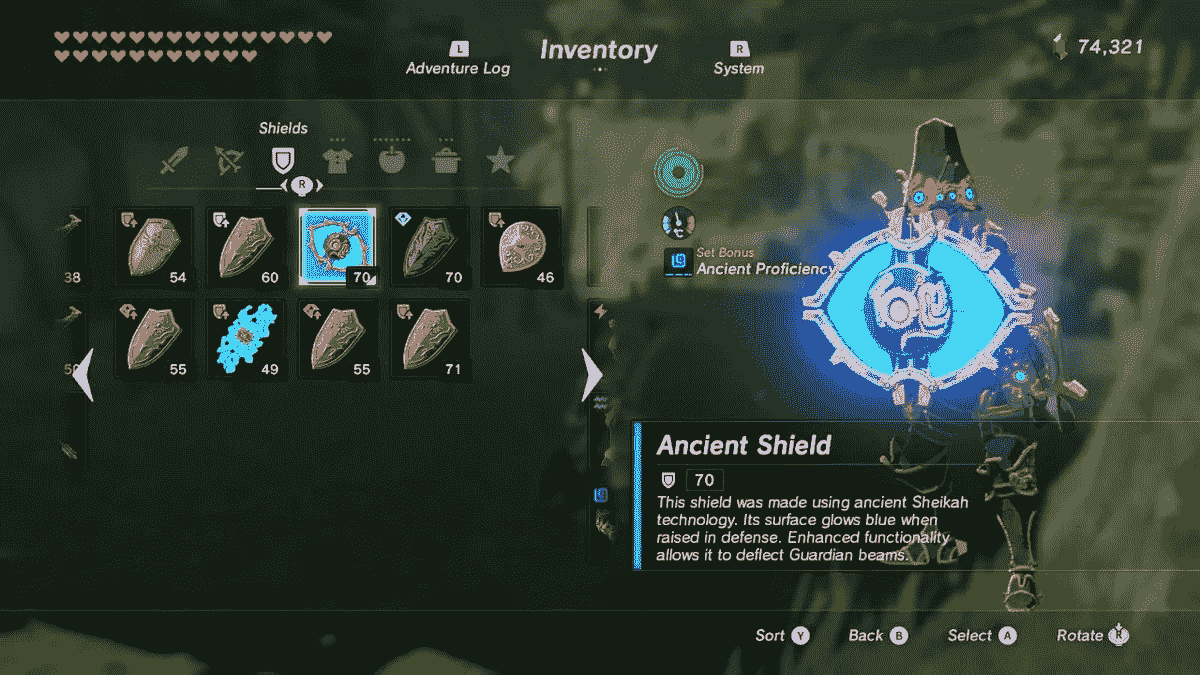 L
Inventory
R
74,321
Adventure Log
System
Shields
R
Set Bonus
Ancient Proficiency
38
54
60
70
70
46
55
49
55
71
Ancient Shield
70
This shield was made using ancient Sheikah
technology. Its surface glows blue when
raised in defense. Enhanced functionality
allows it to deflect Guardian beams.
Sort Y
Back B
Select A
Rotate R